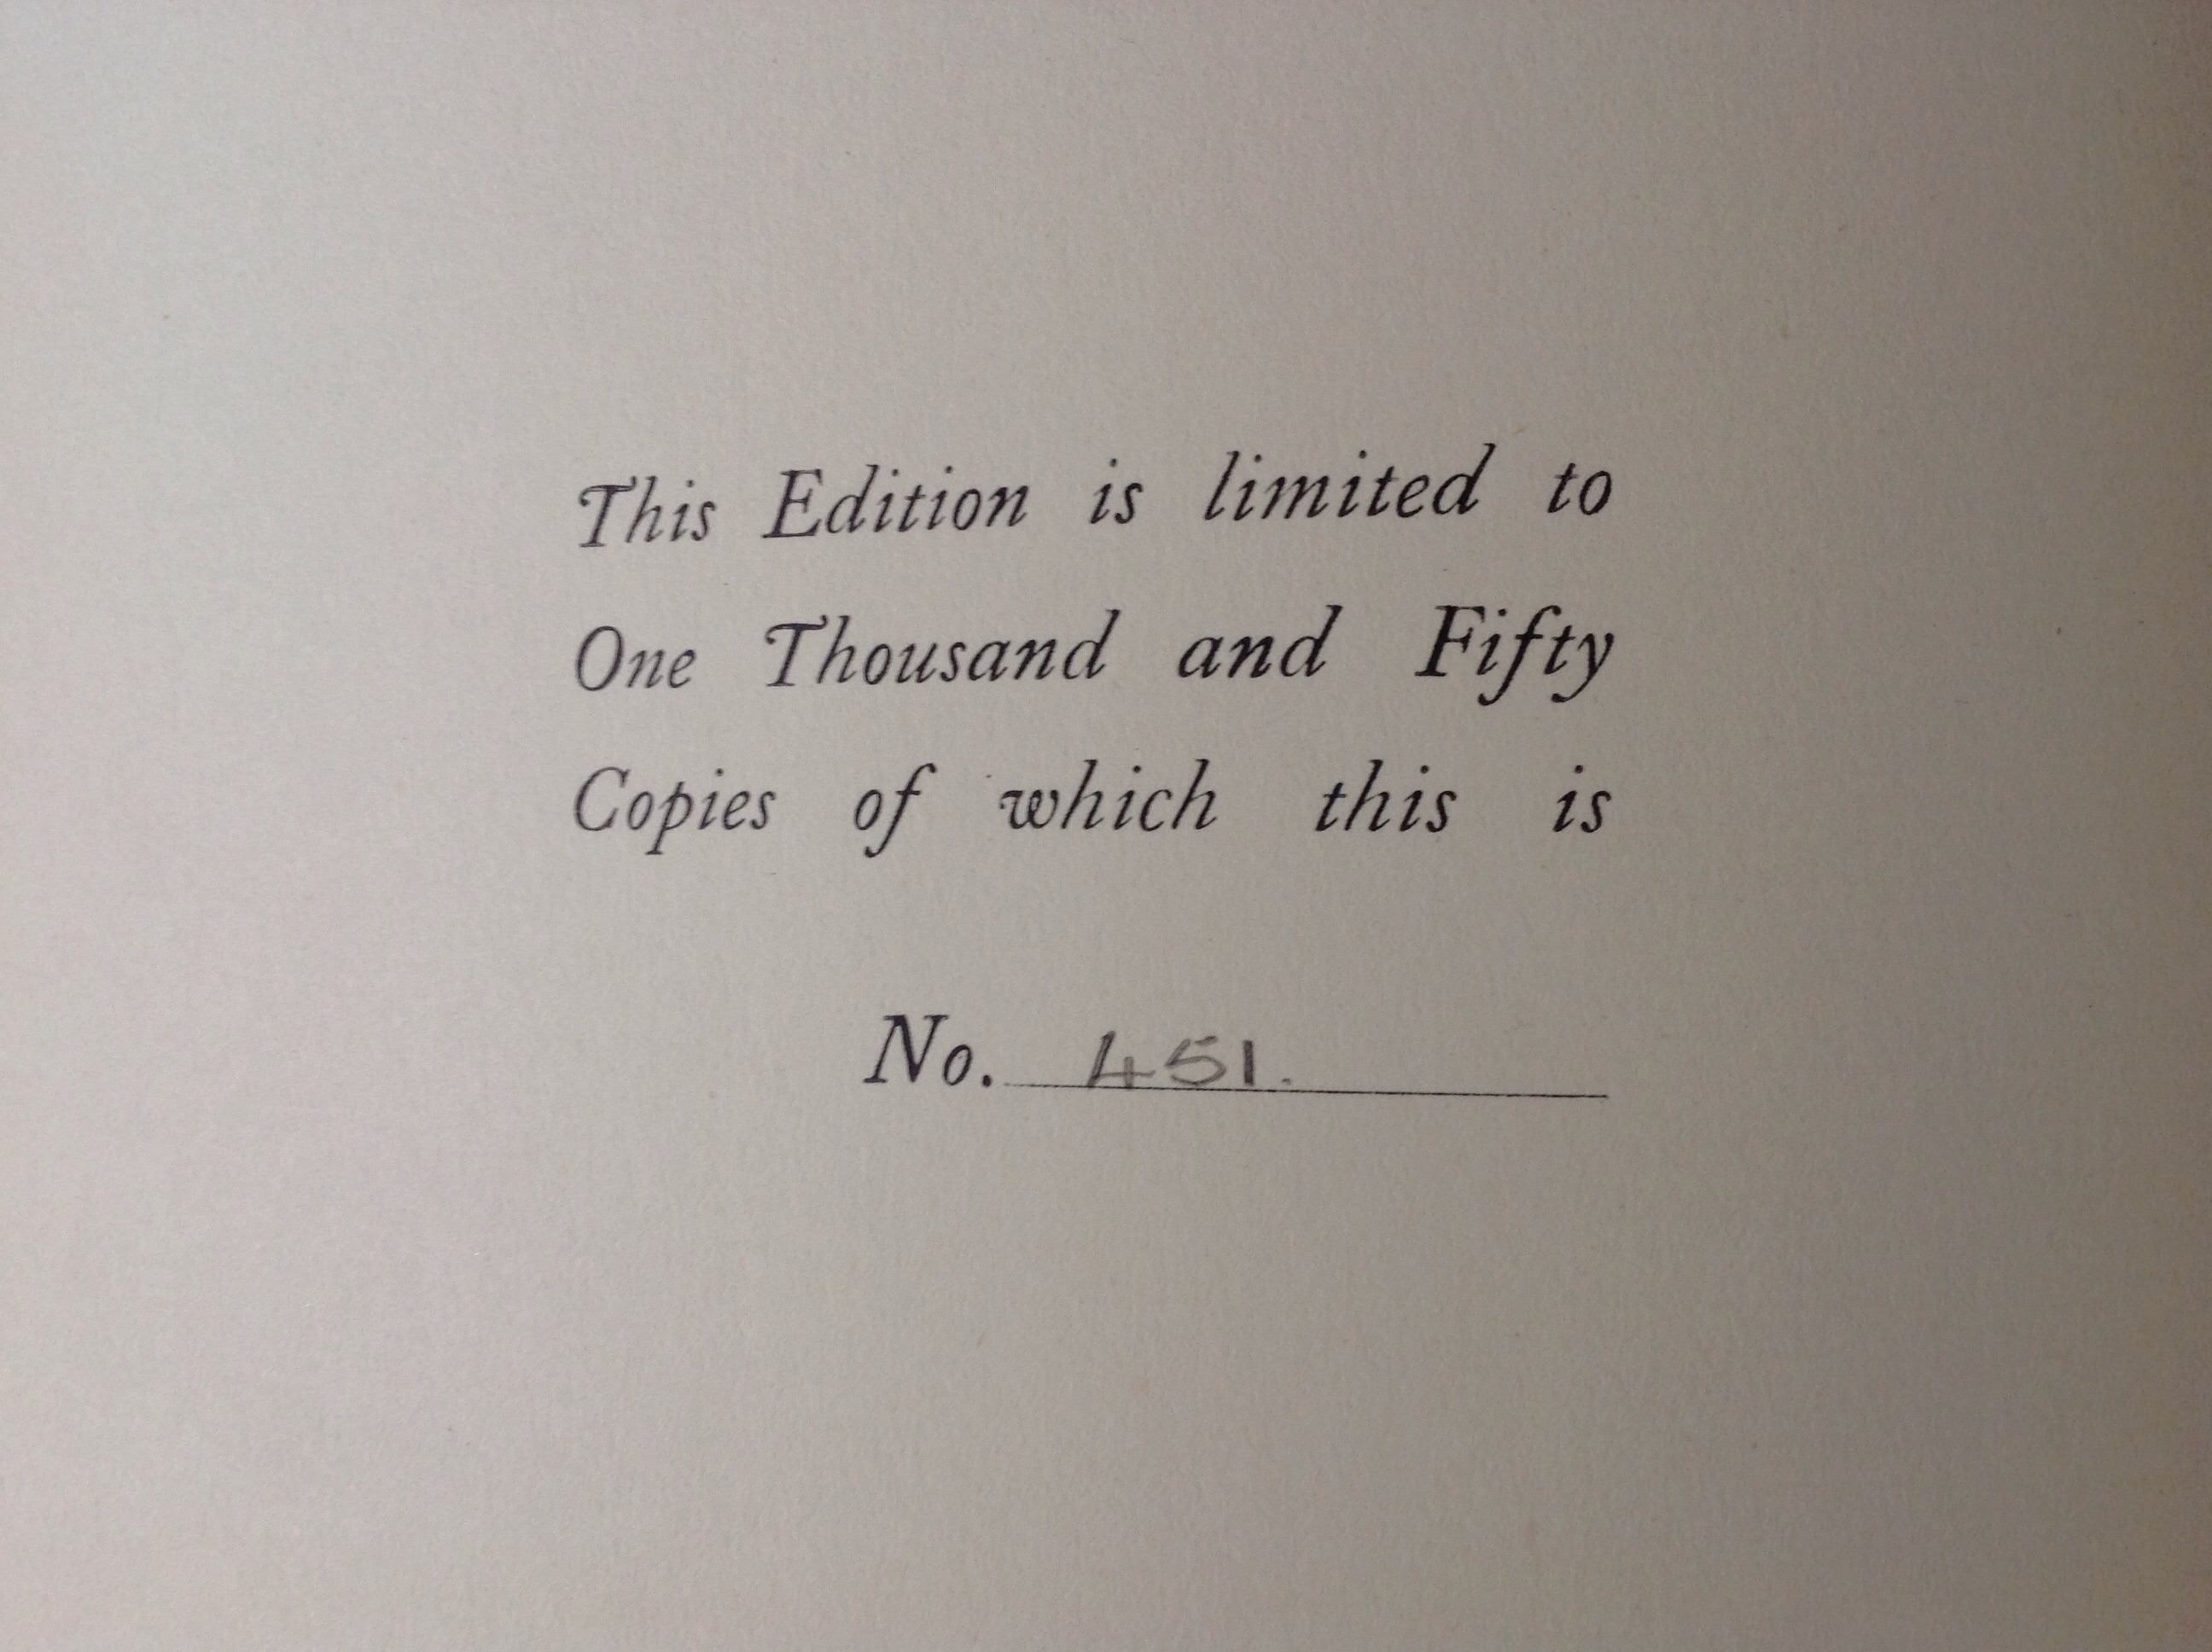 This Edition is limited to
One Thousand and Fifty
Copies of which this is
No. 451.